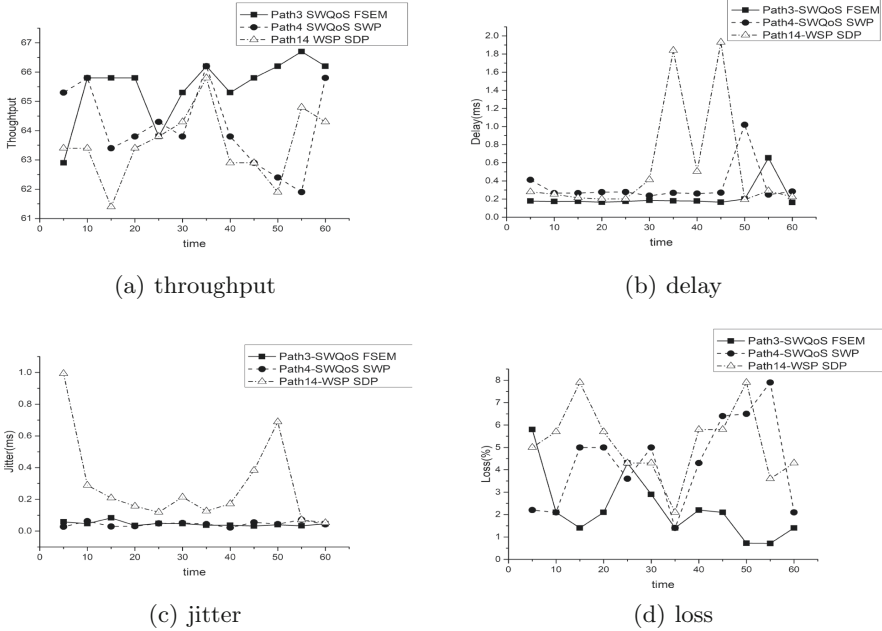 Path3 SWQoS FSEM
Path4 SWQoS SWP
Path14 WSP SDP
67
66
65
64
63
62
61
Thoughtput
0 10 20 30 40 50 60
time
(a) throughput
Path3-SWQoS FSEM
Path4-SWQoS SWP
Path14-WSP SDP
2.0
1.8
1.6
1.4
1.2
1.0
0.8
0.6
0.4
0.2
0.0
Delay(ms)
0 10 20 30 40 50 60
time
(b) delay
Path3-SWQoS FSEM
Path4-SWQoS SWP
Path14-WSP SDP
1.0
0.8
0.6
0.4
0.2
0.0
Jitter(ms)
0 10 20 30 40 50 60
time
(c) jitter
Path3-SWQoS FSEM
Path4-SWQoS SWP
Path14-WSP SDP
8
7
6
5
4
3
2
1
0
Loss(%)
0 10 20 30 40 50 60
time
(d) loss